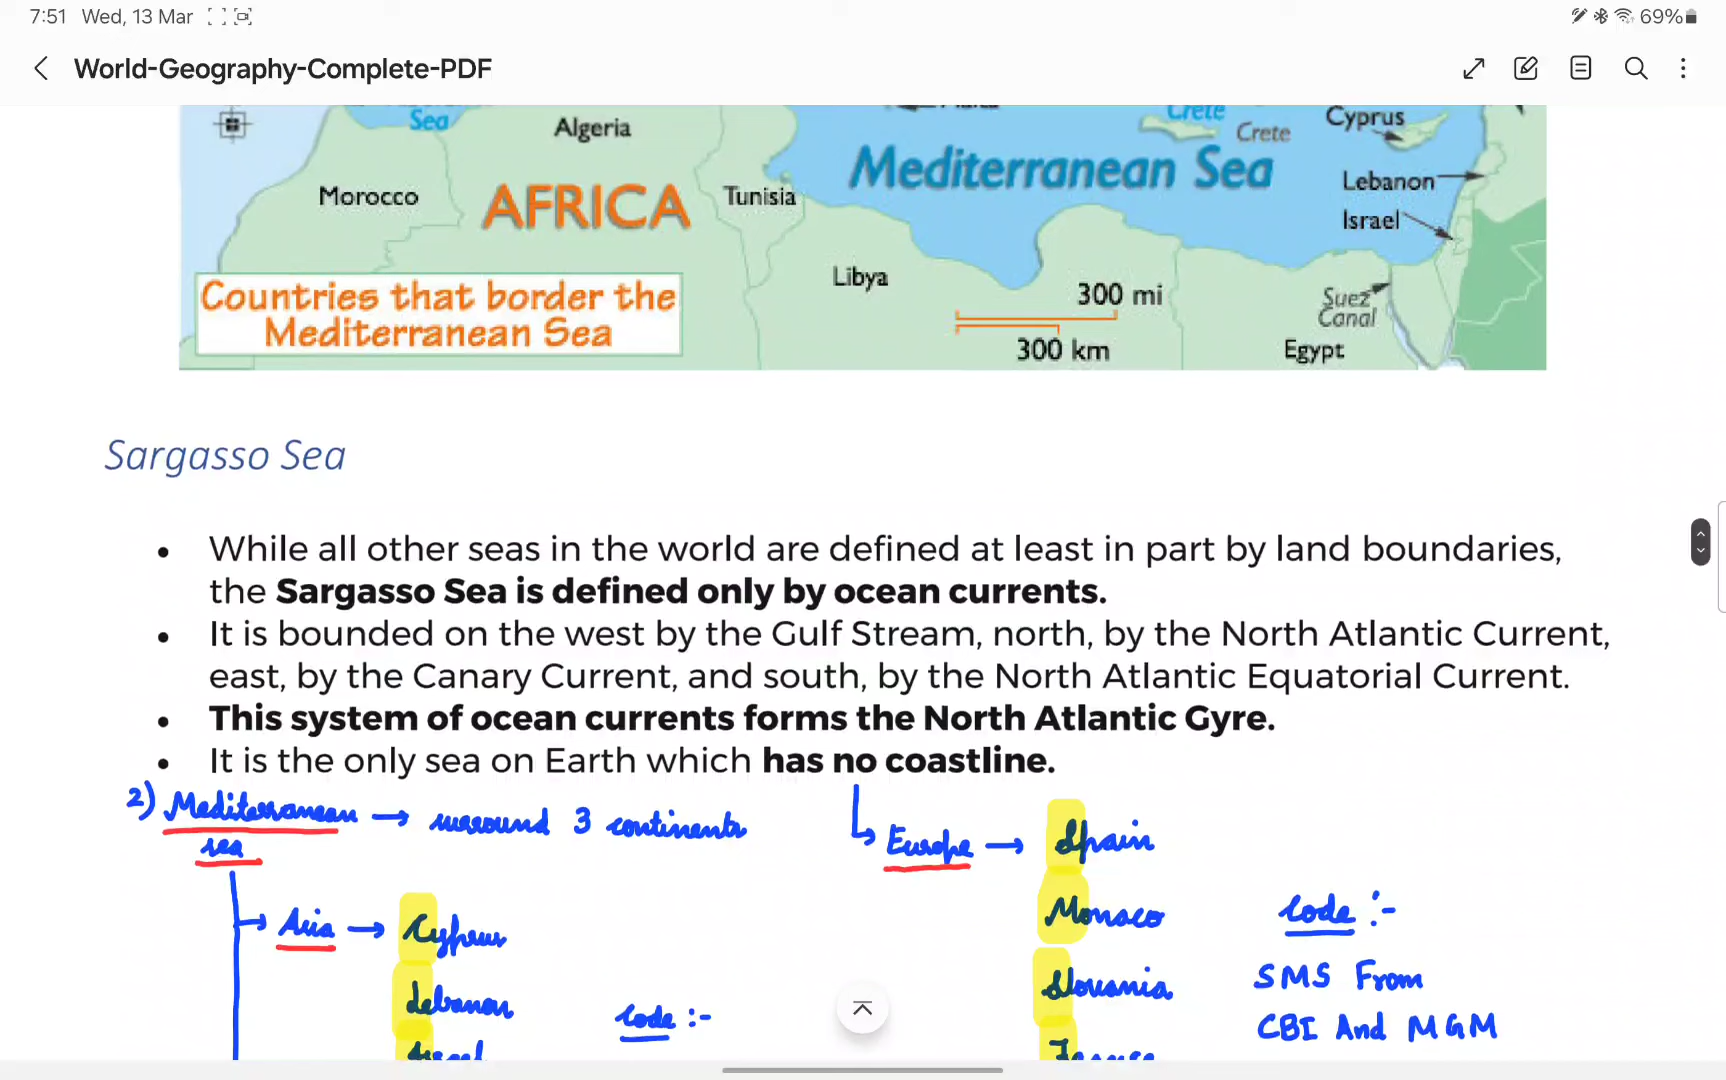 7:51 Wed, 13 Mar
69%
World-Geography-Complete-PDF
Sea
Algeria
Malta
Crete
Crete
Cyprus
Mediterranean Sea
Morocco
AFRICA
Tunisia
Lebanon
Israel
Libya
Countries that border the
Mediterranean Sea
300 mi
300 km
Suez
Canal
Egypt
Sargasso Sea
• While all other seas in the world are defined at least in part by land boundaries,
the Sargasso Sea is defined only by ocean currents.
• It is bounded on the west by the Gulf Stream, north, by the North Atlantic Current,
east, by the Canary Current, and south, by the North Atlantic Equatorial Current.
• This system of ocean currents forms the North Atlantic Gyre.
• It is the only sea on Earth which has no coastline.
2) Mediterranean → surround 3 continents
sea
→ Asia → Cyprus
Lebanon
Israel
Code :-
→ Europe → Spain
Monaco
Slovania
France
Code :-
SMS From
CBI And MGM